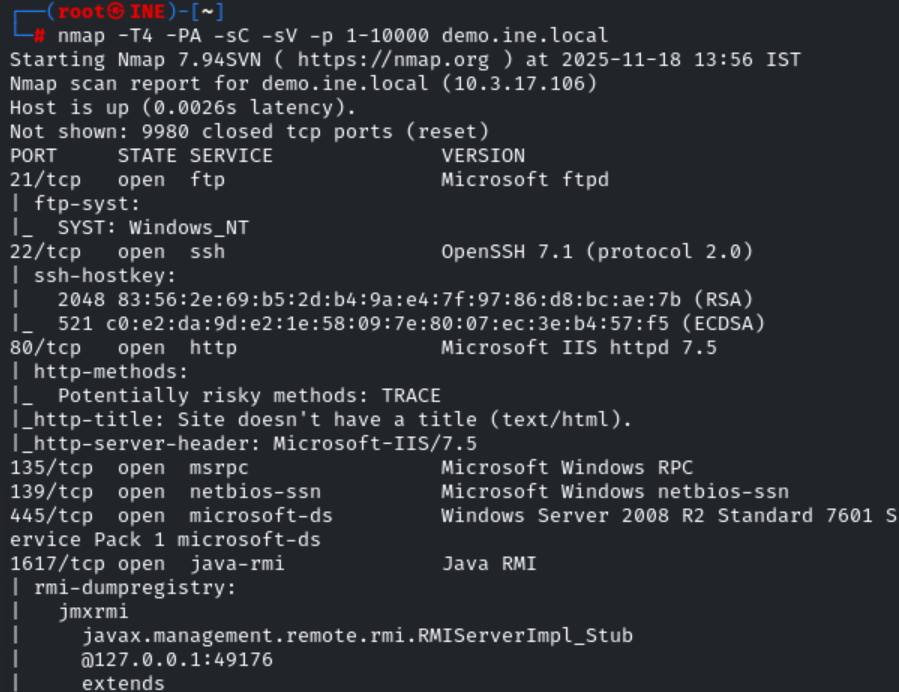 ┌──(root㉿INE)-[~]
└─# nmap -T4 -PA -sC -sV -p 1-10000 demo.ine.local
Starting Nmap 7.94SVN ( https://nmap.org ) at 2025-11-18 13:56 IST
Nmap scan report for demo.ine.local (10.3.17.106)
Host is up (0.0026s latency).
Not shown: 9980 closed tcp ports (reset)
PORT     STATE SERVICE              VERSION
21/tcp   open  ftp                  Microsoft ftpd
| ftp-syst:
|_  SYST: Windows_NT
22/tcp   open  ssh                  OpenSSH 7.1 (protocol 2.0)
| ssh-hostkey:
|   2048 83:56:2e:69:b5:2d:b4:9a:e4:7f:97:86:d8:bc:ae:7b (RSA)
|_  521 c0:e2:da:9d:e2:1e:58:09:7e:80:07:ec:3e:b4:57:f5 (ECDSA)
80/tcp   open  http                 Microsoft IIS httpd 7.5
| http-methods:
|_  Potentially risky methods: TRACE
|_http-title: Site doesn't have a title (text/html).
|_http-server-header: Microsoft-IIS/7.5
135/tcp  open  msrpc                Microsoft Windows RPC
139/tcp  open  netbios-ssn          Microsoft Windows netbios-ssn
445/tcp  open  microsoft-ds         Windows Server 2008 R2 Standard 7601 S
ervice Pack 1 microsoft-ds
1617/tcp open  java-rmi             Java RMI
| rmi-dumpregistry:
|   jmxrmi
|     javax.management.remote.rmi.RMIServerImpl_Stub
|     @127.0.0.1:49176
|     extends